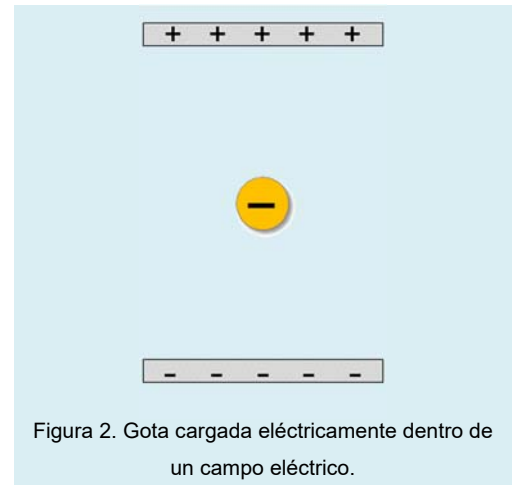 + + + + +
-
- - - - -
Figura 2. Gota cargada eléctricamente dentro de
un campo eléctrico.